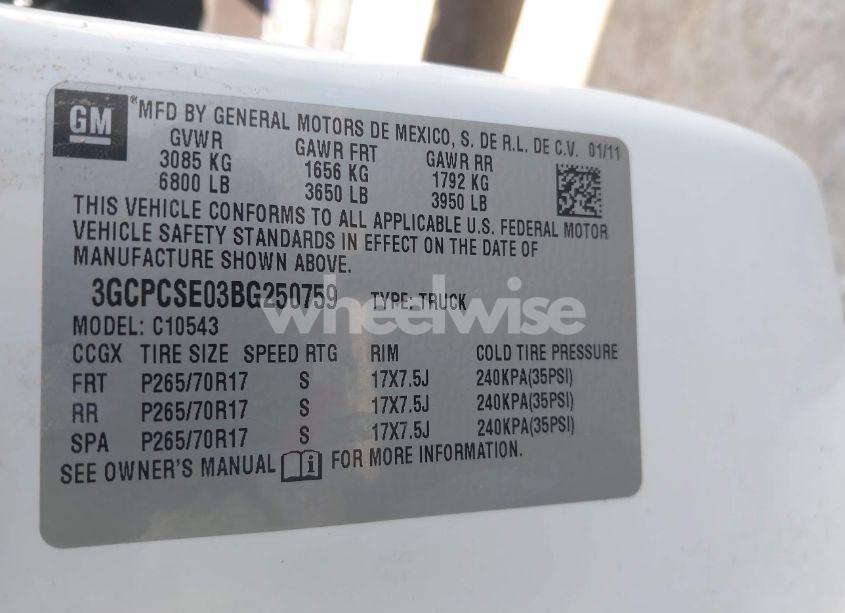 GM
*MFD BY GENERAL MOTORS DE MEXICO, S. DE R.L. DE C.V. 01/11
GVWR GAWR FRT GAWR RR
3085 KG 1656 KG 1792 KG
6800 LB 3650 LB 3950 LB
THIS VEHICLE CONFORMS TO ALL APPLICABLE U.S. FEDERAL MOTOR
VEHICLE SAFETY STANDARDS IN EFFECT ON THE DATE OF
MANUFACTURE SHOWN ABOVE.
3GCPCSE03BG250759 TYPE: TRUCK
wheelwise
MODEL: C10543
CCGX TIRE SIZE SPEED RTG RIM COLD TIRE PRESSURE
FRT P265/70R17 S 17X7.5J 240KPA(35PSI)
RR P265/70R17 S 17X7.5J 240KPA(35PSI)
SPA P265/70R17 S 17X7.5J 240KPA(35PSI)
SEE OWNER'S MANUAL i FOR MORE INFORMATION.